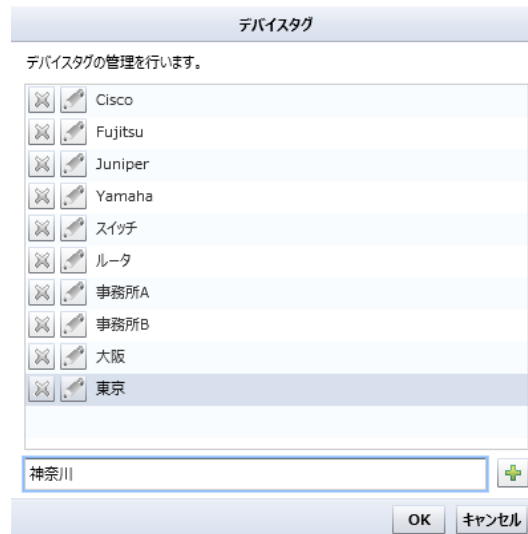 デバイスタグ
デバイスタグの管理を行います。
Cisco
Fujitsu
Juniper
Yamaha
スイッチ
ルータ
事務所A
事務所B
大阪
東京
神奈川
OK キャンセル